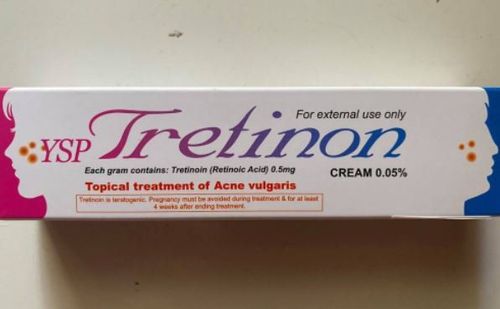 For external use only
YSP Tretinon
Each gram contains: Tretinoin (Retinoic Acid) 0.5mg
CREAM 0.05%
Topical treatment of Acne vulgaris
Tretinoin is teratogenic. Pregnancy must be avoided during treatment & for at least
4 weeks after ending treatment.